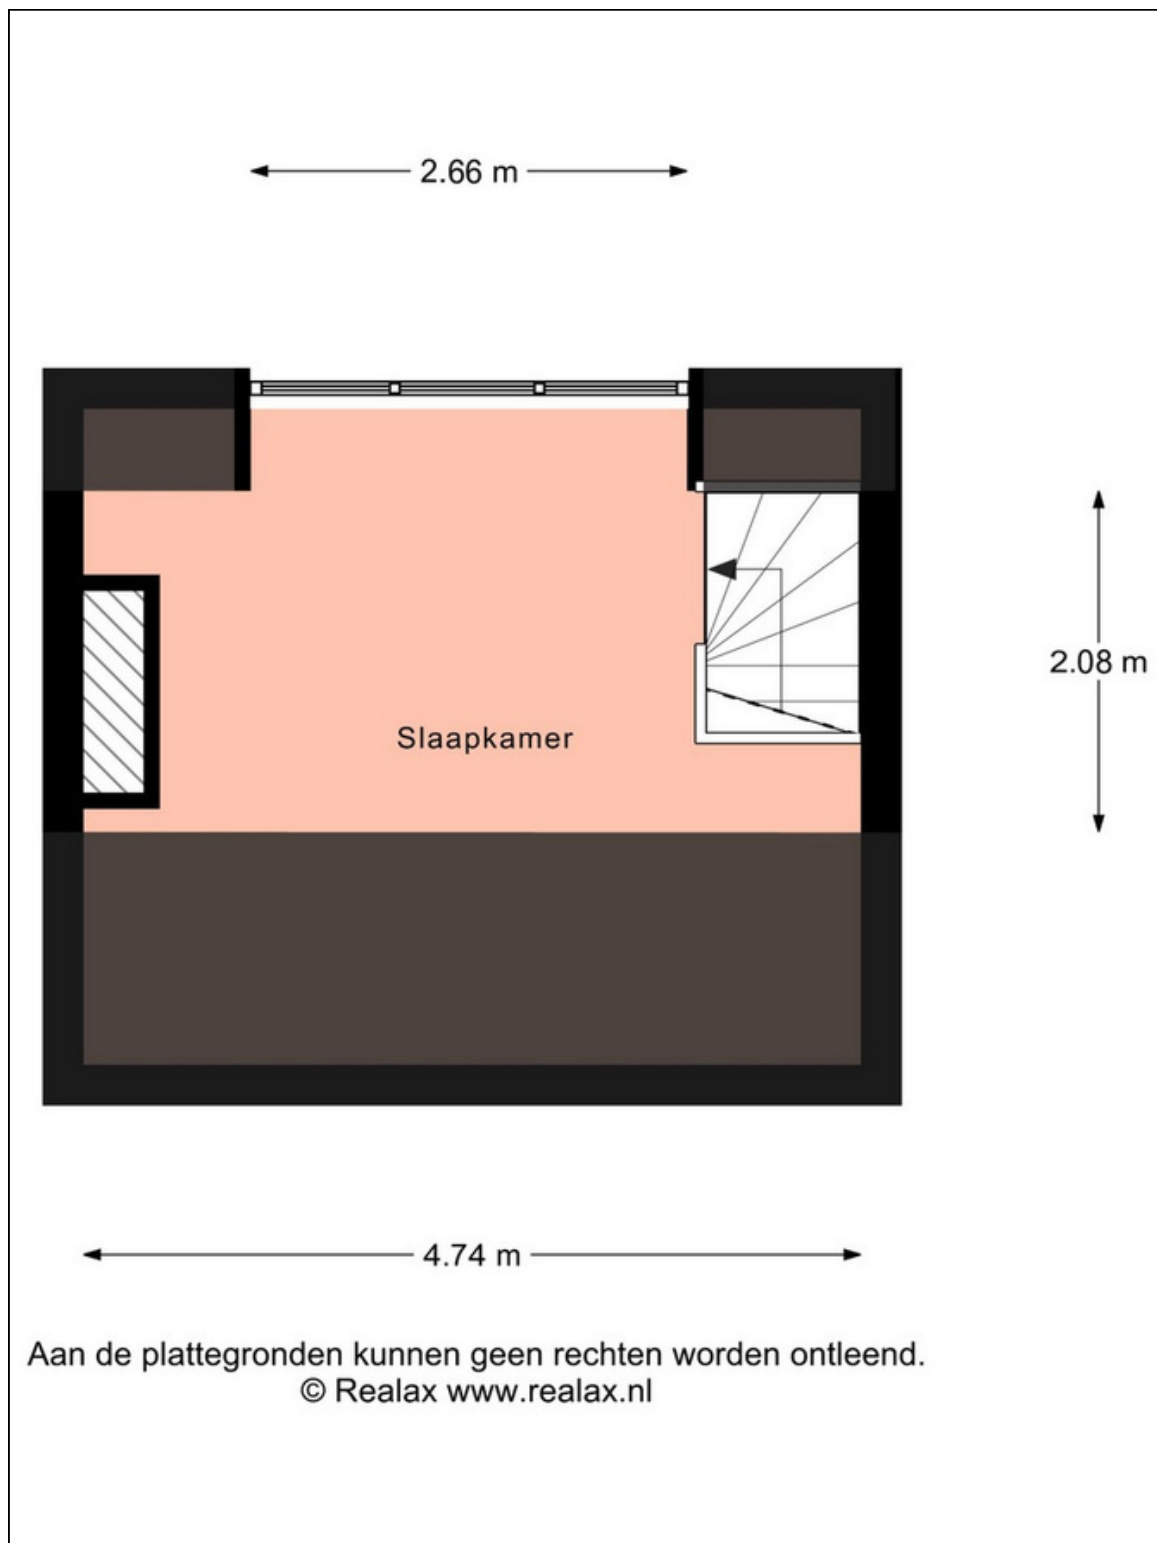 2.66 m
2.08 m
Slaapkamer
4.74 m
Aan de plattegronden kunnen geen rechten worden ontleend.
© Realax www.realax.nl